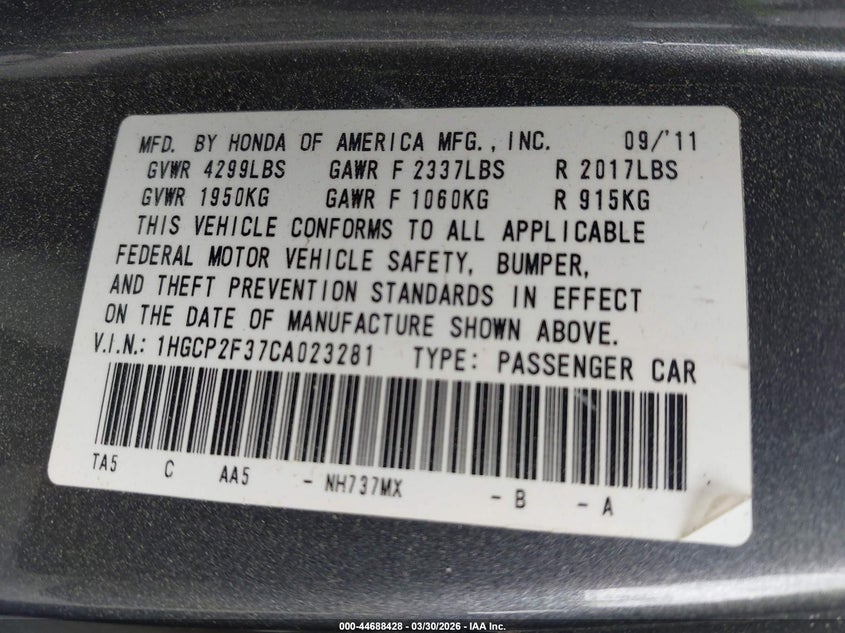 MFD. BY HONDA OF AMERICA MFG., INC. 09/'11
GVWR 4299LBS GAWR F 2337LBS R 2017LBS
GVWR 1950KG GAWR F 1060KG R 915KG
THIS VEHICLE CONFORMS TO ALL APPLICABLE
FEDERAL MOTOR VEHICLE SAFETY, BUMPER,
AND THEFT PREVENTION STANDARDS IN EFFECT
ON THE DATE OF MANUFACTURE SHOWN ABOVE.
V.I.N.: 1HGCP2F37CA023281 TYPE: PASSENGER CAR
TA5 C AA5 - NH737MX - B - A
000-44688428 - 03/30/2026 - IAA Inc.